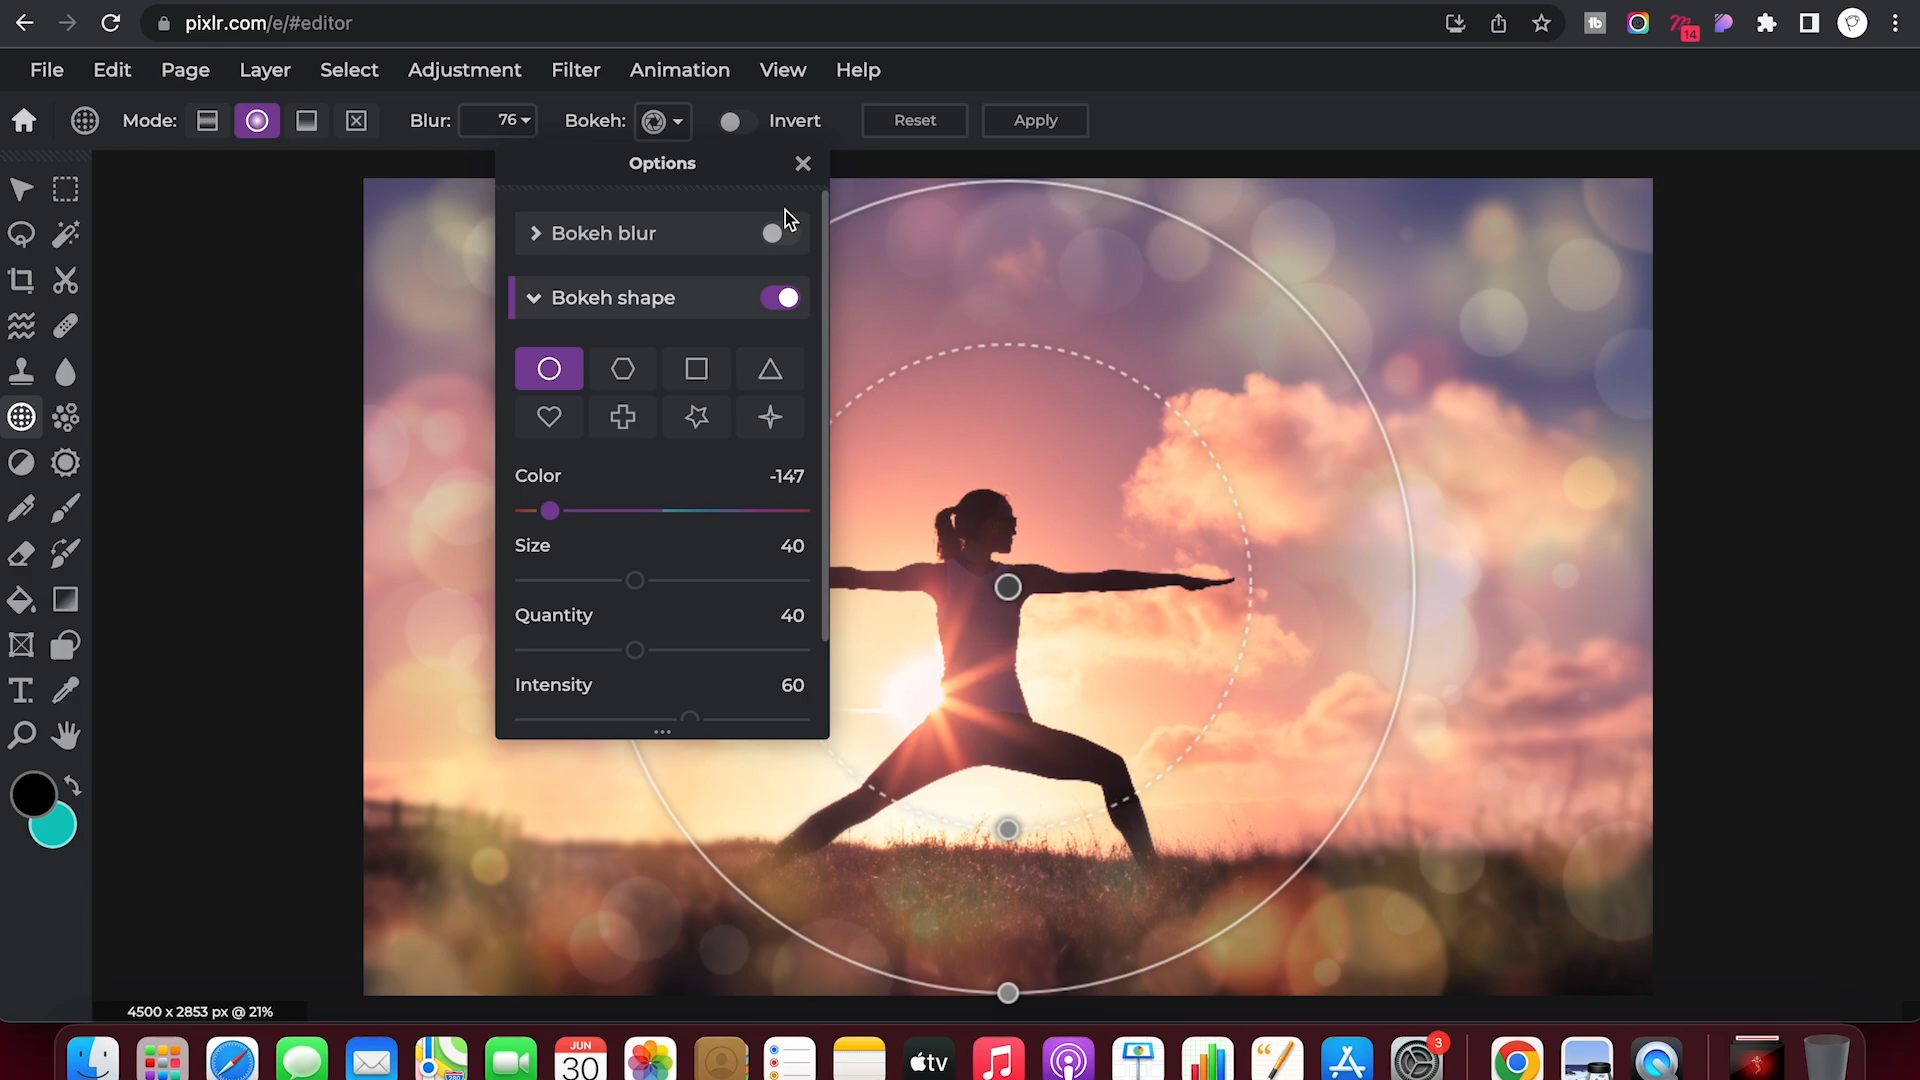 pixlr.com/e/#editor
14
File Edit Page Layer Select Adjustment Filter Animation View Help
Mode: Blur: 76 Bokeh: Invert Reset Apply
Options
Bokeh blur
Bokeh shape
Color -147
Size 40
Quantity 40
Intensity 60
4500 x 2853 px @ 21%
JUN
30
tv
3